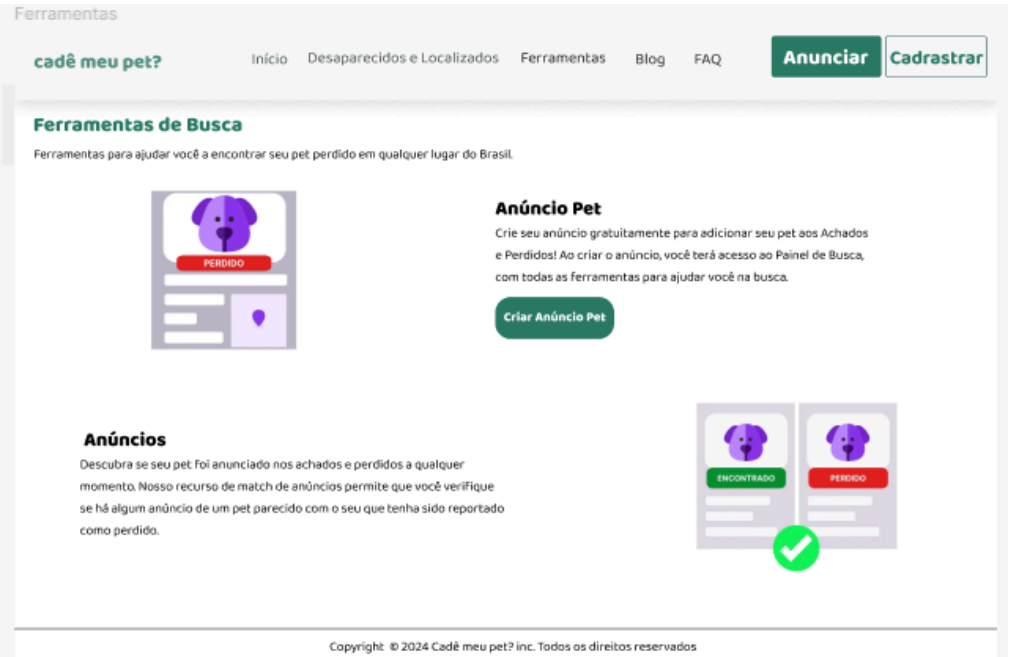 Ferramentas
cadê meu pet?
Início
Desaparecidos e Localizados
Ferramentas
Blog
FAQ
Anunciar
Cadrastrar
Ferramentas de Busca
Ferramentas para ajudar você a encontrar seu pet perdido em qualquer lugar do Brasil.
PERDIDO
Anúncio Pet
Crie seu anúncio gratuitamente para adicionar seu pet aos Achados
e Perdidos! Ao criar o anúncio, você terá acesso ao Painel de Busca,
com todas as ferramentas para ajudar você na busca.
Criar Anúncio Pet
Anúncios
Descubra se seu pet foi anunciado nos achados e perdidos a qualquer
momento. Nosso recurso de match de anúncios permite que você verifique
se há algum anúncio de um pet parecido com o seu que tenha sido reportado
como perdido.
ENCONTRADO
PERDIDO
Copyright © 2024 Cadê meu pet? inc. Todos os direitos reservados